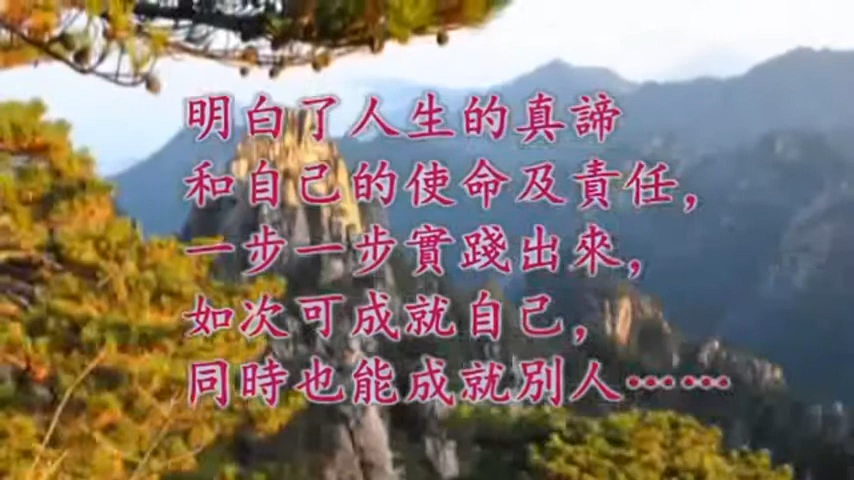 明白了人生的真諦
和自己的使命及責任，
一步一步實踐出來，
如次可成就自己，
同時也能成就別人……